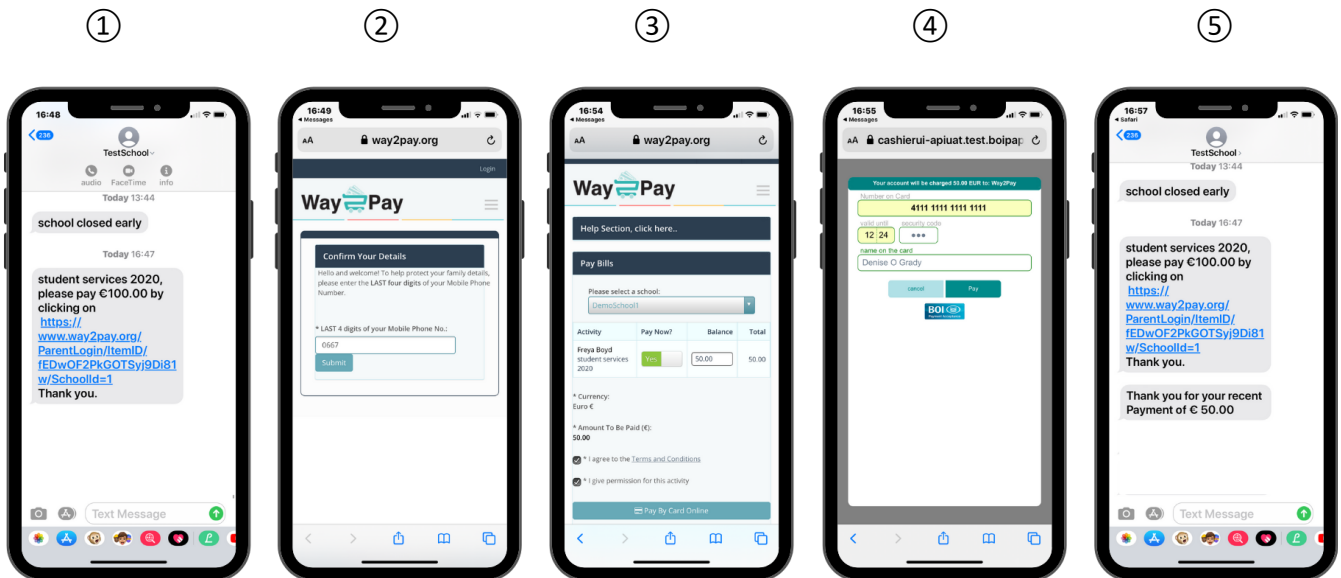 ①
②
③
④
⑤
16:48
236
TestSchool
audio FaceTime info
Today 13:44
school closed early
Today 16:47
student services 2020,
please pay €100.00 by
clicking on
https://
www.way2pay.org/
ParentLogin/ItemID/
fEDwOF2PkGOTSyj9Di81
w/SchoolId=1
Thank you.
Text Message
16:49
Messages
AA way2pay.org
Login
Way2Pay
Confirm Your Details
Hello and welcome! To help protect your family details,
please enter the LAST four digits of your Mobile Phone
Number.
* LAST 4 digits of your Mobile Phone No.:
0667
Submit
16:54
Messages
AA way2pay.org
Way2Pay
Help Section, click here..
Pay Bills
Please select a school:
DemoSchool1
Activity Pay Now? Balance Total
Freya Boyd
student services
2020
Yes 50.00 50.00
* Currency:
Euro €
* Amount To Be Paid (€):
50.00
* I agree to the Terms and Conditions
* I give permission for this activity
Pay By Card Online
16:55
Messages
AA cashierui-apiuat.test.boipap
Your account will be charged 50.00 EUR to: Way2Pay
Number on Card
4111 1111 1111 1111
valid until security code
12 24 •••
name on the card
Denise O Grady
cancel Pay
BOI
16:57
Safari
236
TestSchool
Today 13:44
school closed early
Today 16:47
student services 2020,
please pay €100.00 by
clicking on
https://
www.way2pay.org/
ParentLogin/ItemID/
fEDwOF2PkGOTSyj9Di81
w/SchoolId=1
Thank you.
Thank you for your recent
Payment of € 50.00
Text Message